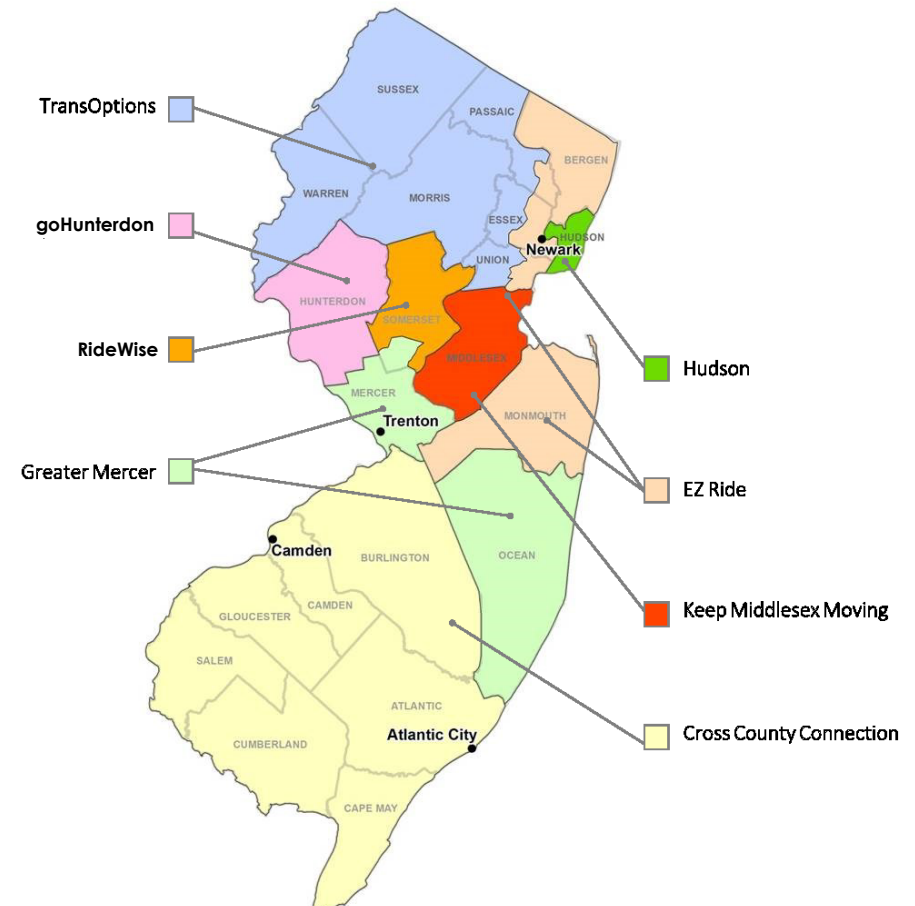 SUSSEX
TransOptions
PASSAIC
BERGEN
WARREN
MORRIS
ESSEX
goHunterdon
HUDSON
Newark
UNION
HUNTERDON
SOMERSET
RideWise
MIDDLESEX
Hudson
MERCER
MONMOUTH
Trenton
Greater Mercer
EZ Ride
Camden
BURLINGTON
OCEAN
CAMDEN
GLOUCESTER
Keep Middlesex Moving
SALEM
ATLANTIC
Atlantic City
Cross County Connection
CUMBERLAND
CAPE MAY